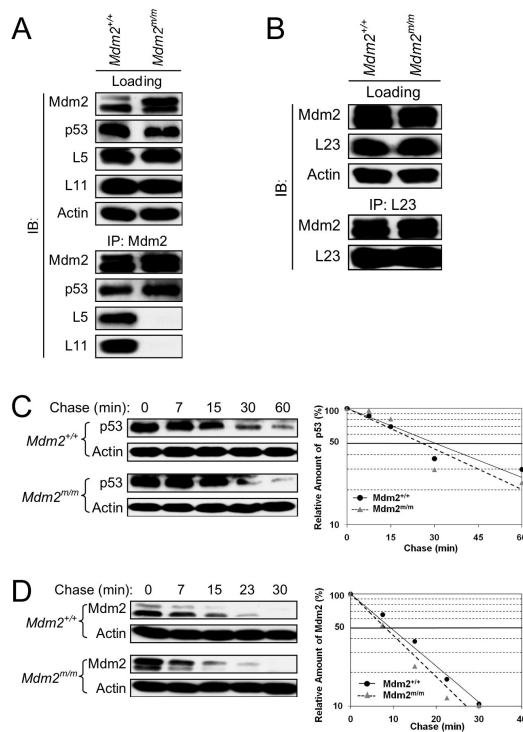 A
Mdm2+/+
Mdm2m/m
Loading
Mdm2
p53
L5
L11
Actin
IP: Mdm2
Mdm2
p53
L5
L11
IB:
B
Mdm2+/+
Mdm2m/m
Loading
Mdm2
L23
Actin
IP: L23
Mdm2
L23
IB:
C
Chase (min): 0 7 15 30 60
Mdm2+/+
p53
Actin
Mdm2m/m
p53
Actin
Relative Amount of p53 (%)
100
50
10
Mdm2+/+
Mdm2m/m
0 15 30 45 60
Chase (min)
D
Chase (min): 0 7 15 23 30
Mdm2+/+
Mdm2
Actin
Mdm2m/m
Mdm2
Actin
Relative Amount of Mdm2 (%)
100
50
10
Mdm2+/+
Mdm2m/m
0 10 20 30 40
Chase (min)